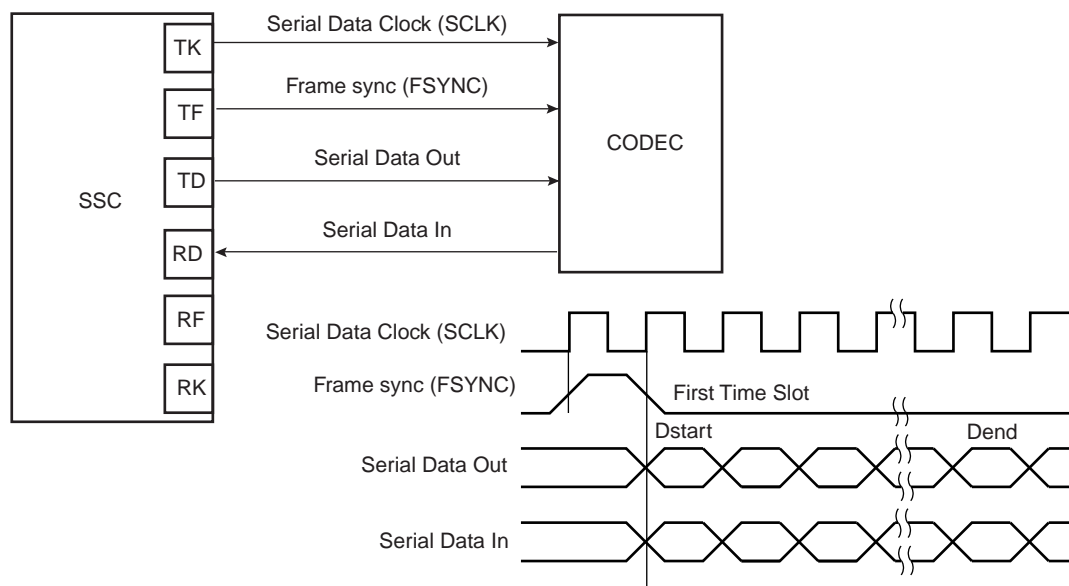 SSC
TK
TF
TD
RD
RF
RK
Serial Data Clock (SCLK)
Frame sync (FSYNC)
Serial Data Out
Serial Data In
CODEC
Serial Data Clock (SCLK)
Frame sync (FSYNC)
First Time Slot
Dstart
Dend
Serial Data Out
Serial Data In